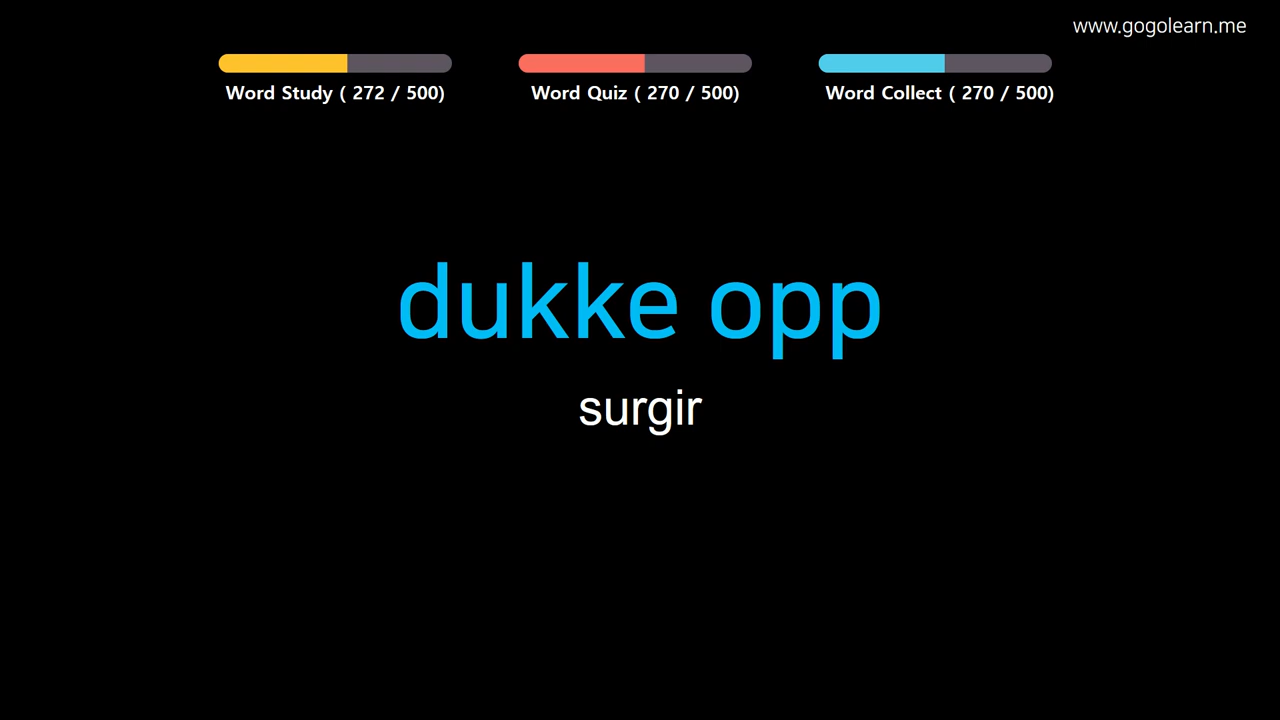 www.gogolearn.me
Word Study ( 272 / 500)
Word Quiz ( 270 / 500)
Word Collect ( 270 / 500)
dukke opp
surgir